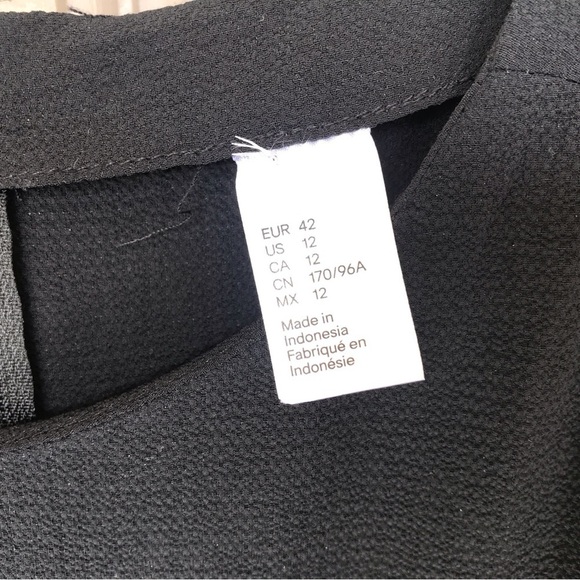 EUR 42
US 12
CA 12
CN 170/96A
MX 12
Made in
Indonesia
Fabriqué en
Indonésie